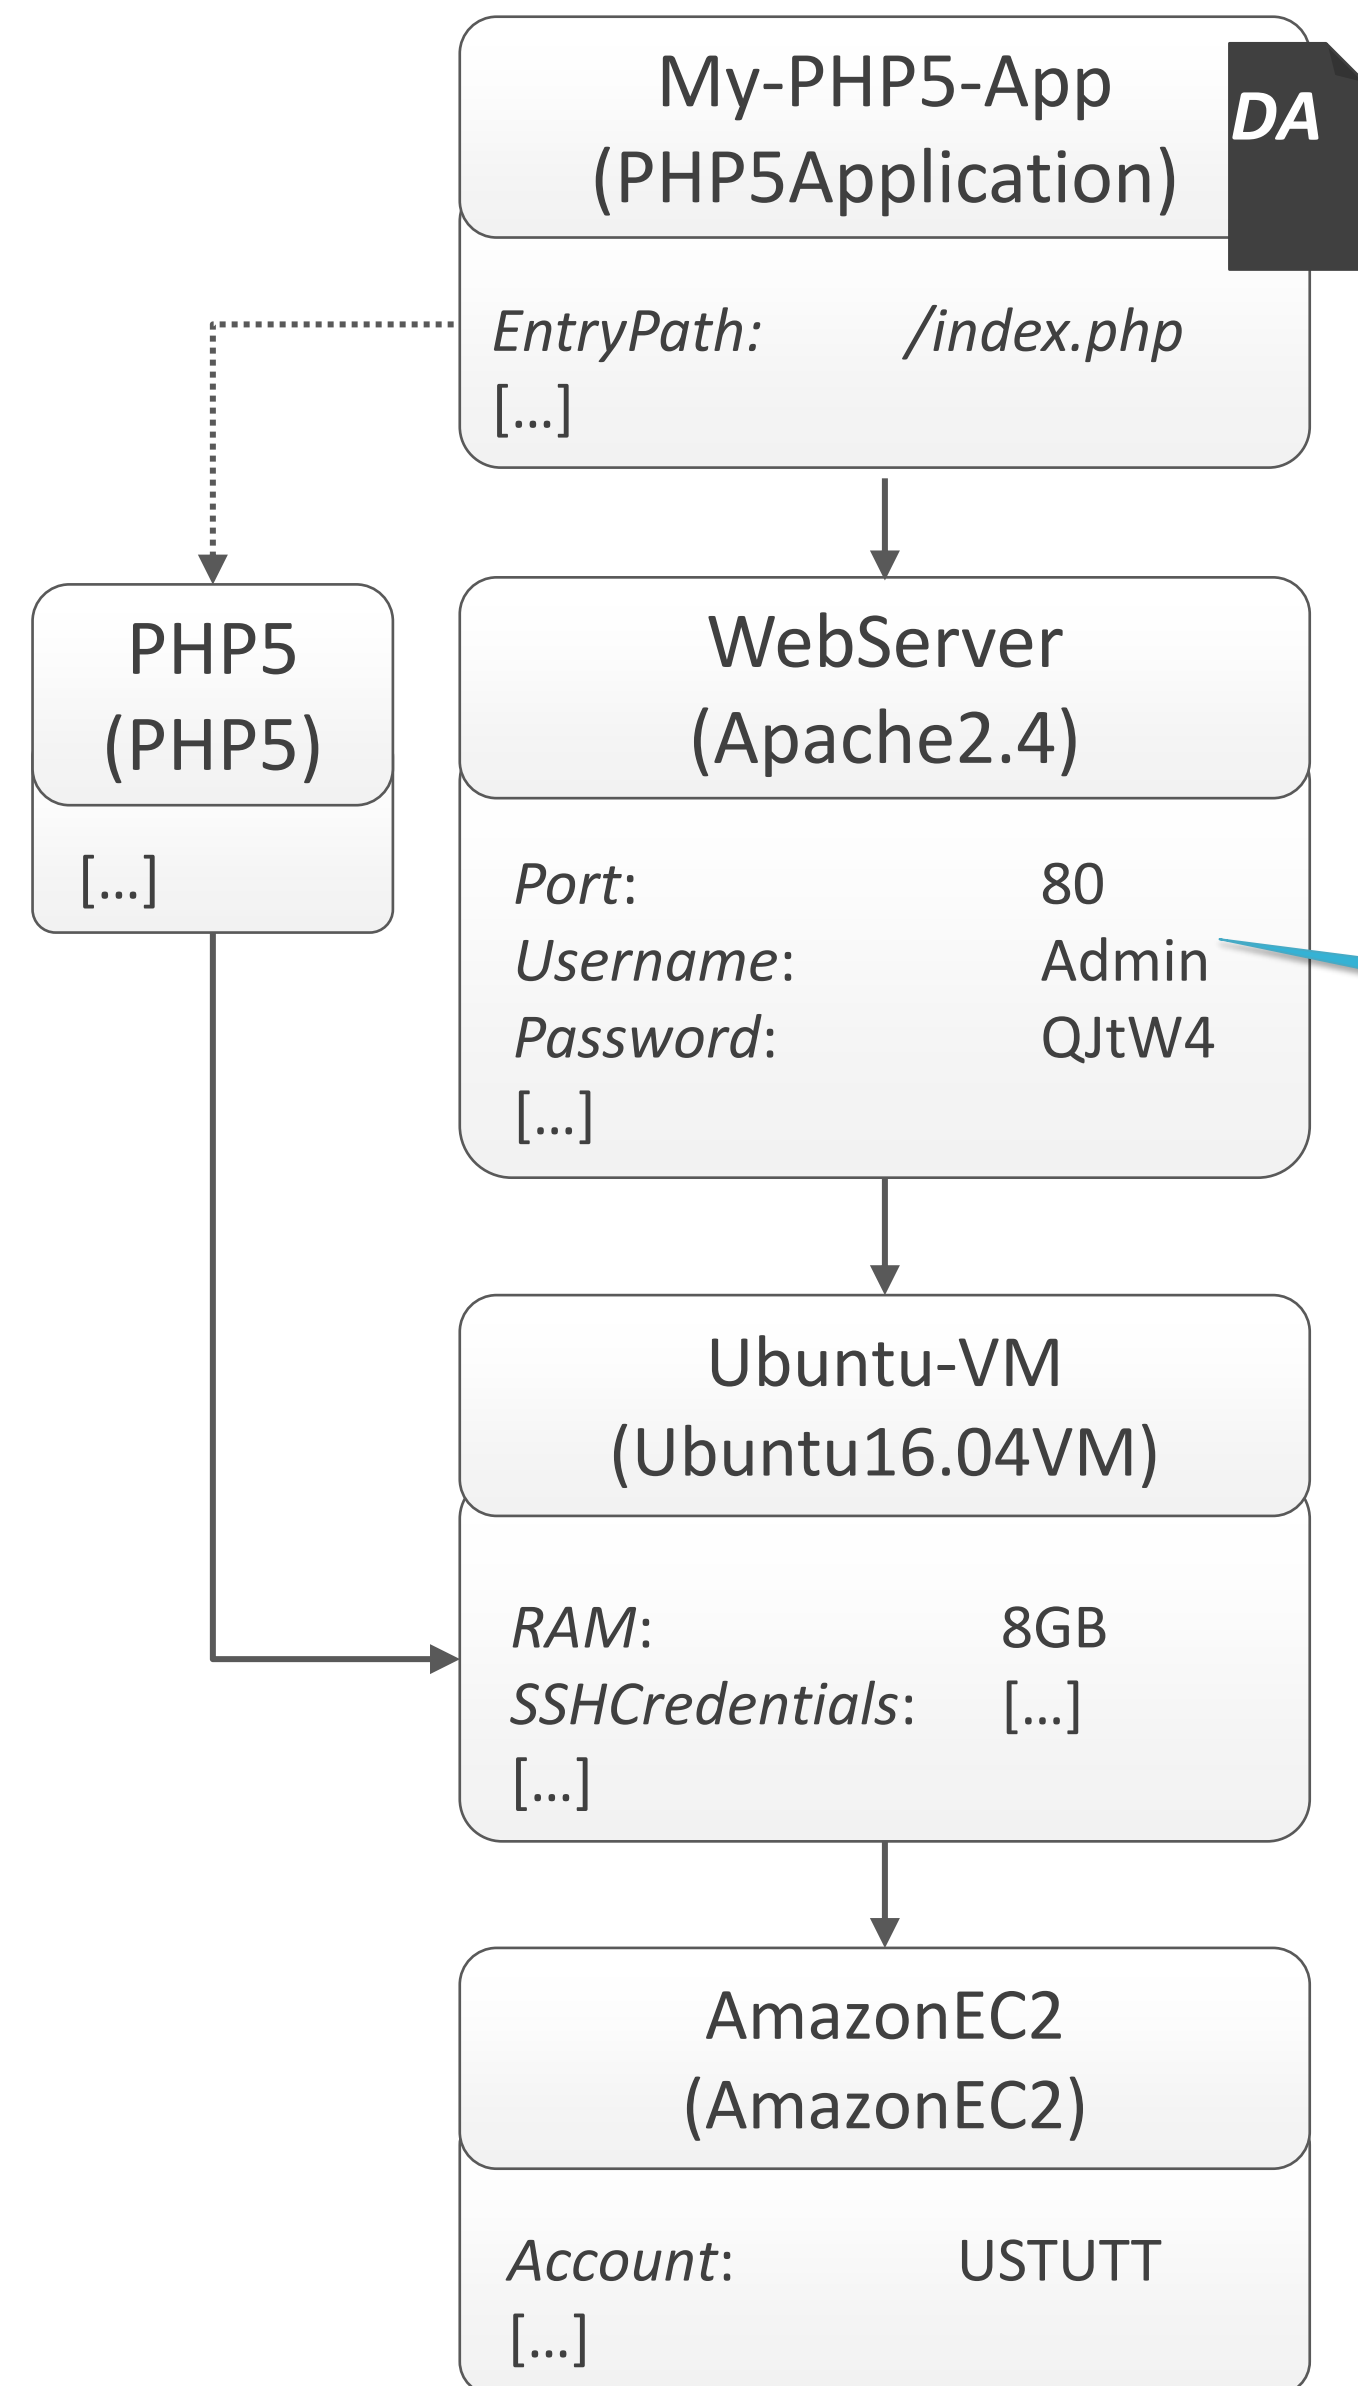 My-PHP5-App
(PHP5Application)
DA
EntryPath: /index.php
[...]
PHP5
(PHP5)
[...]
WebServer
(Apache2.4)
Port: 80
Username: Admin
Password: QJtW4
[...]
Ubuntu-VM
(Ubuntu16.04VM)
RAM: 8GB
SSHCredentials: [...]
[...]
AmazonEC2
(AmazonEC2)
Account: USTUTT
[...]